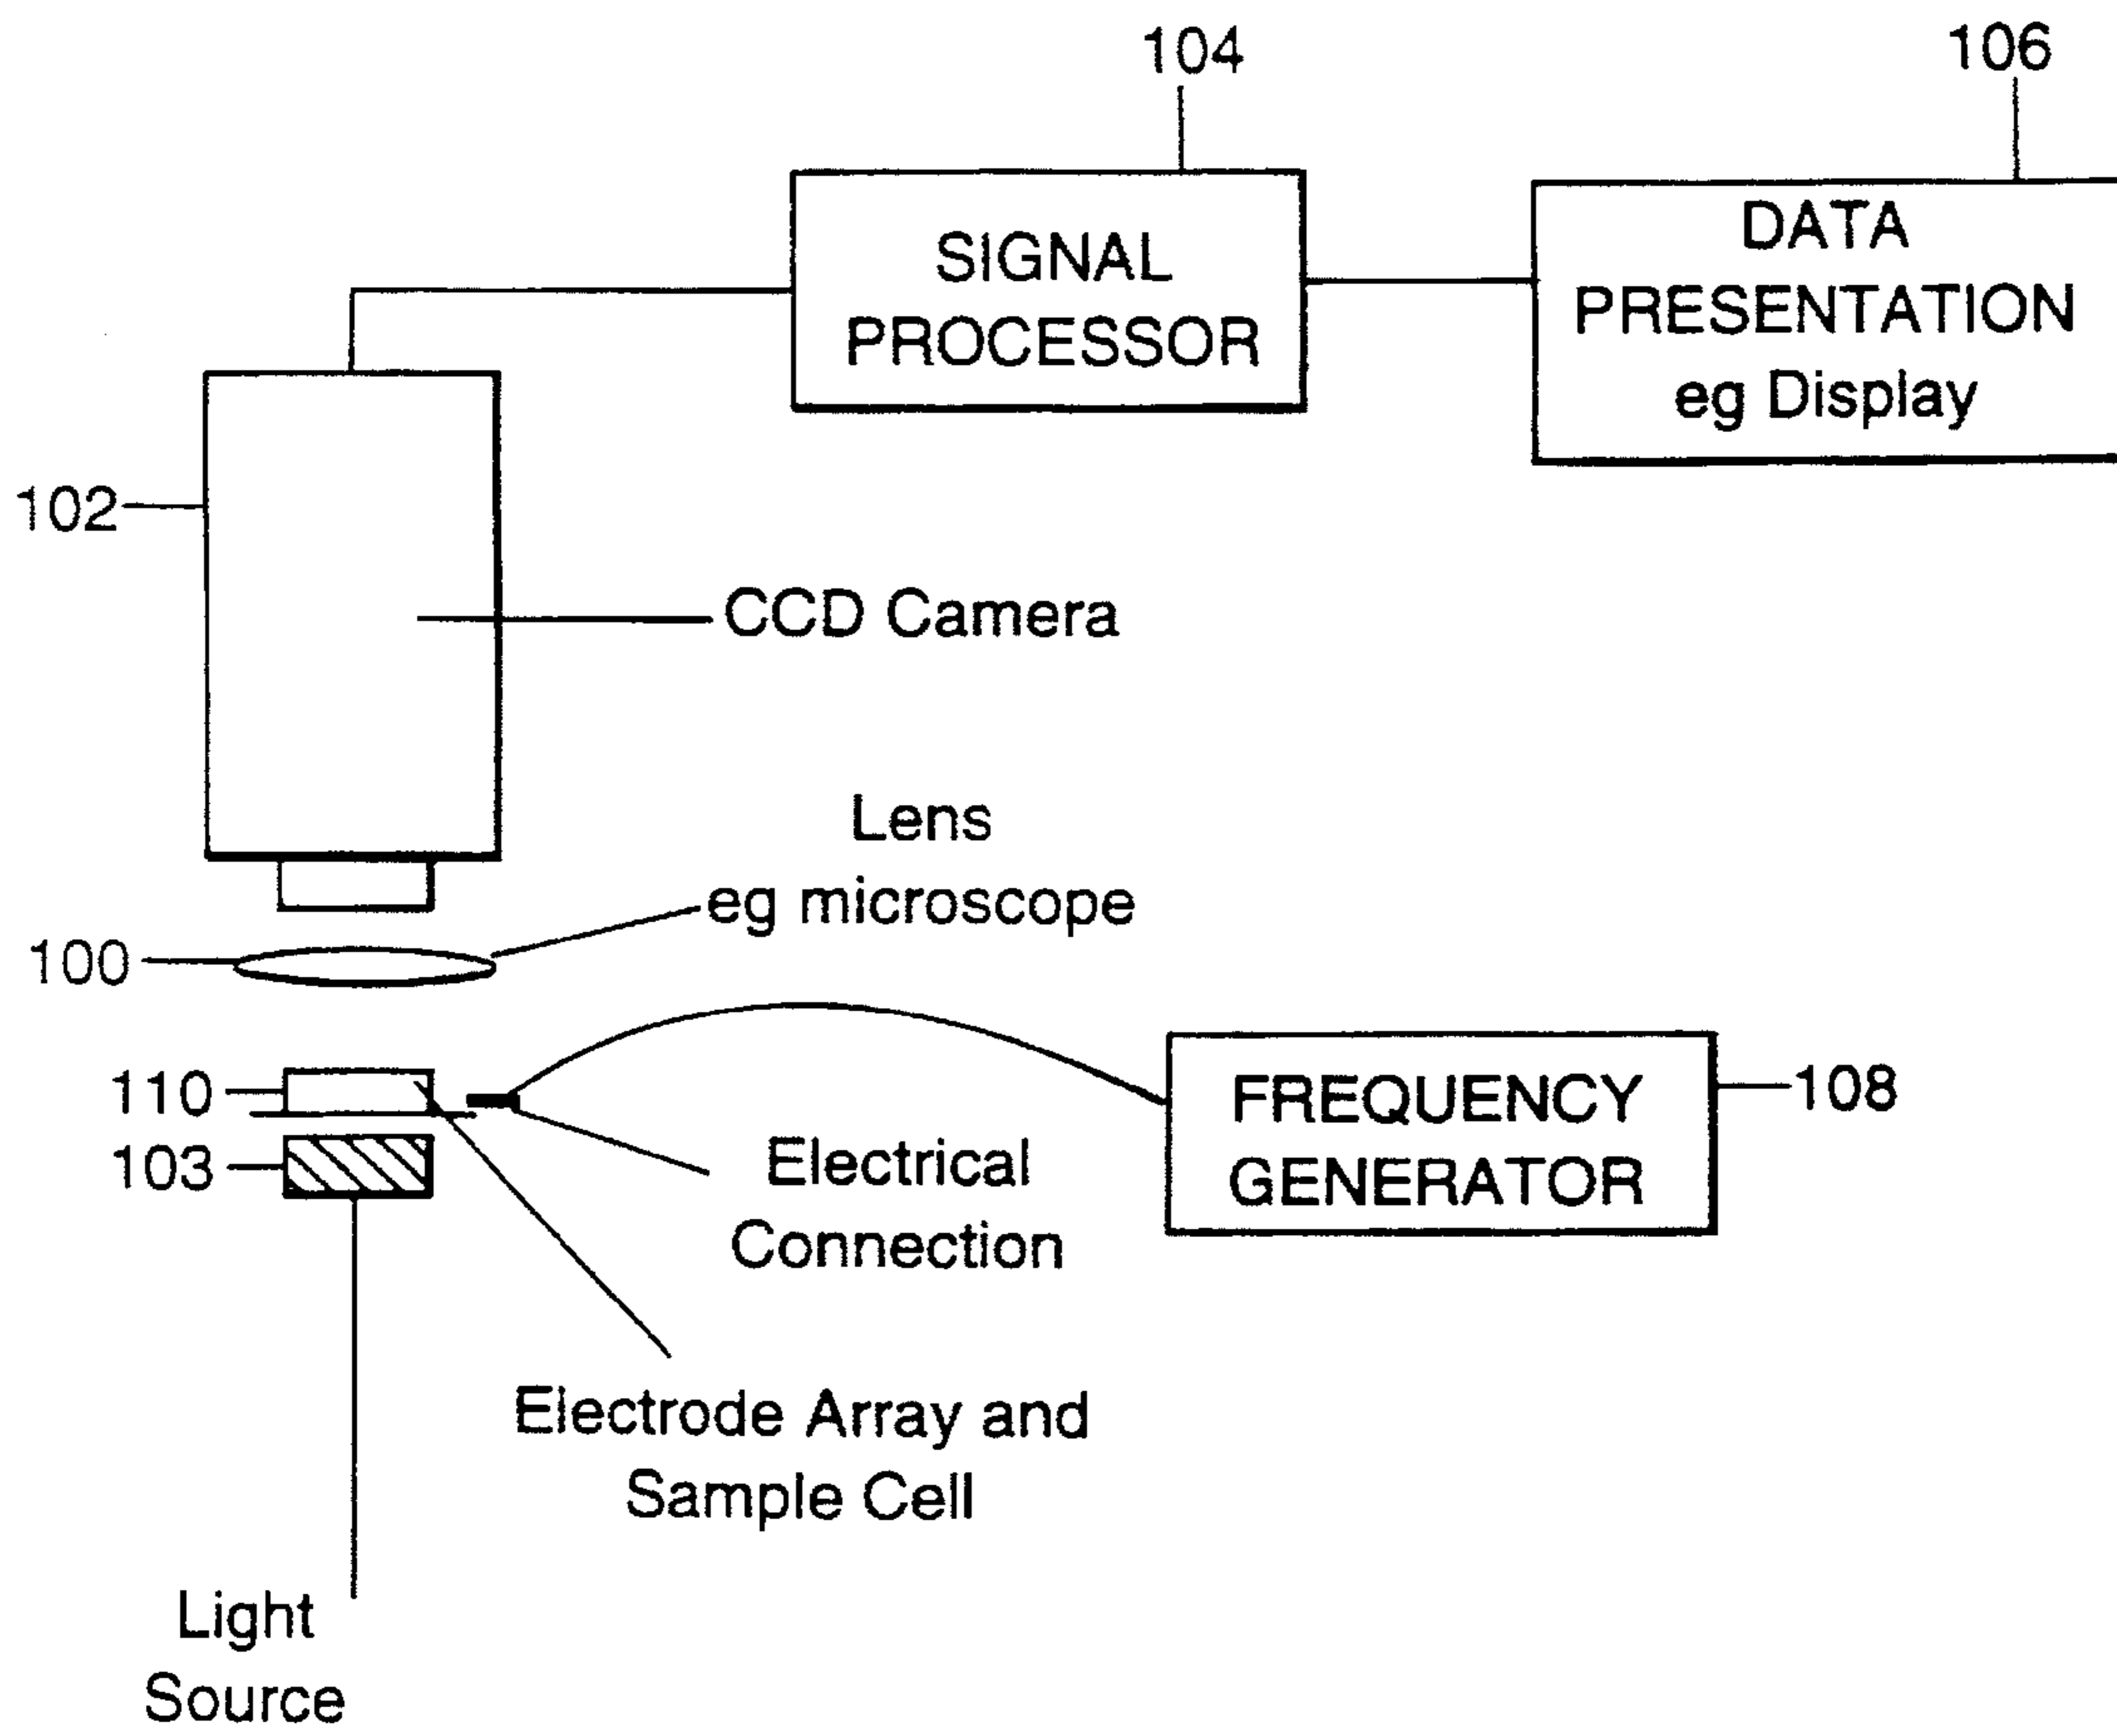 104
106
SIGNAL
PROCESSOR
DATA
PRESENTATION
eg Display
102
CCD Camera
Lens
eg microscope
100
110
103
FREQUENCY
GENERATOR
108
Electrical
Connection
Electrode Array and
Sample Cell
Light
Source